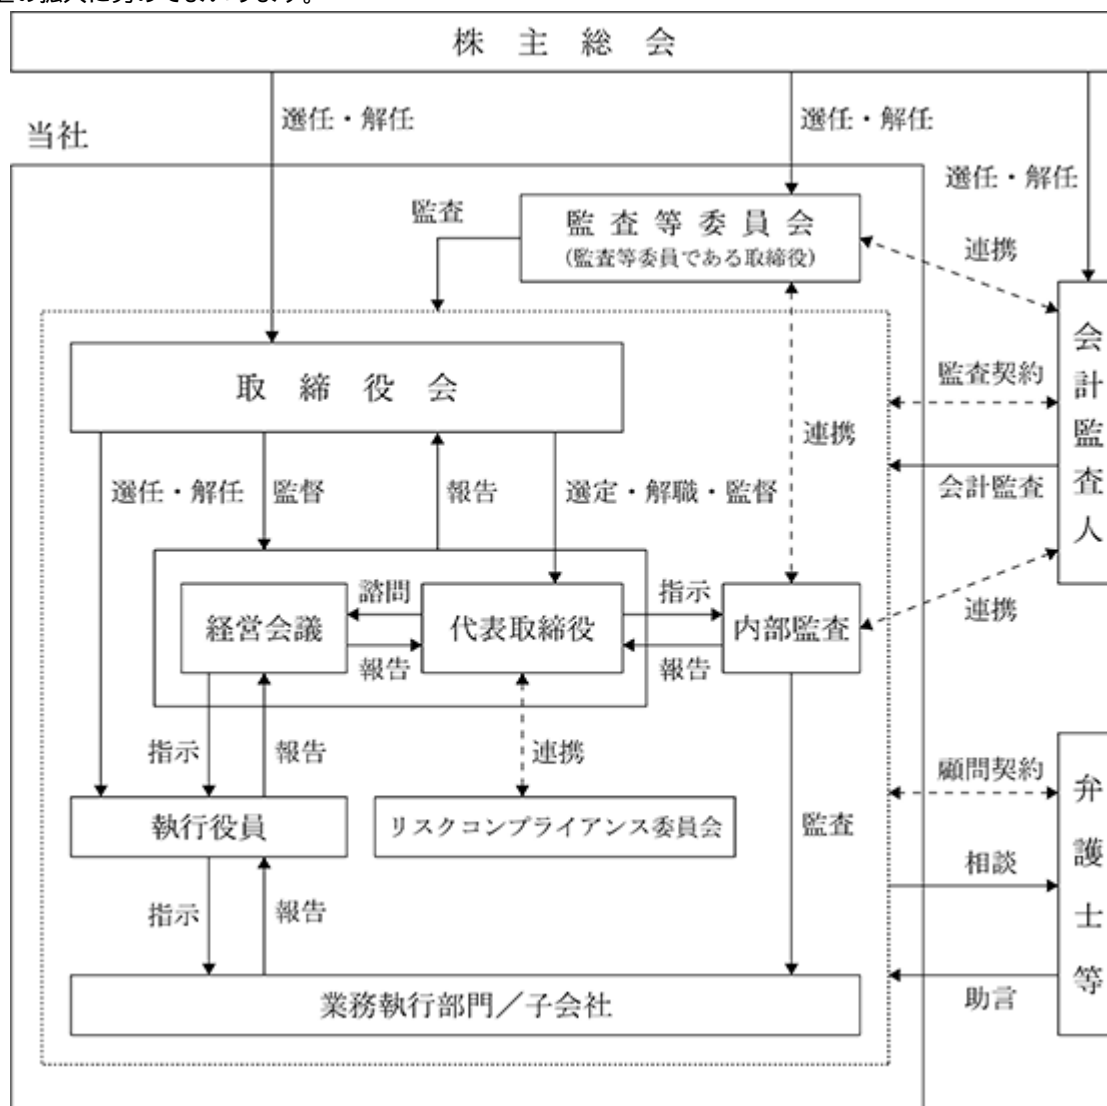 株主総会
選任・解任
選任・解任
当社
選任・解任
監査
監査等委員会
(監査等委員である取締役)
連携
会計監査人
取締役会
監査契約
連携
選任・解任
監督
報告
選定・解職・監督
会計監査
諮問
指示
経営会議
代表取締役
内部監査
連携
報告
報告
指示
報告
連携
顧問契約
弁護士等
執行役員
リスクコンプライアンス委員会
監査
相談
指示
報告
業務執行部門／子会社
助言